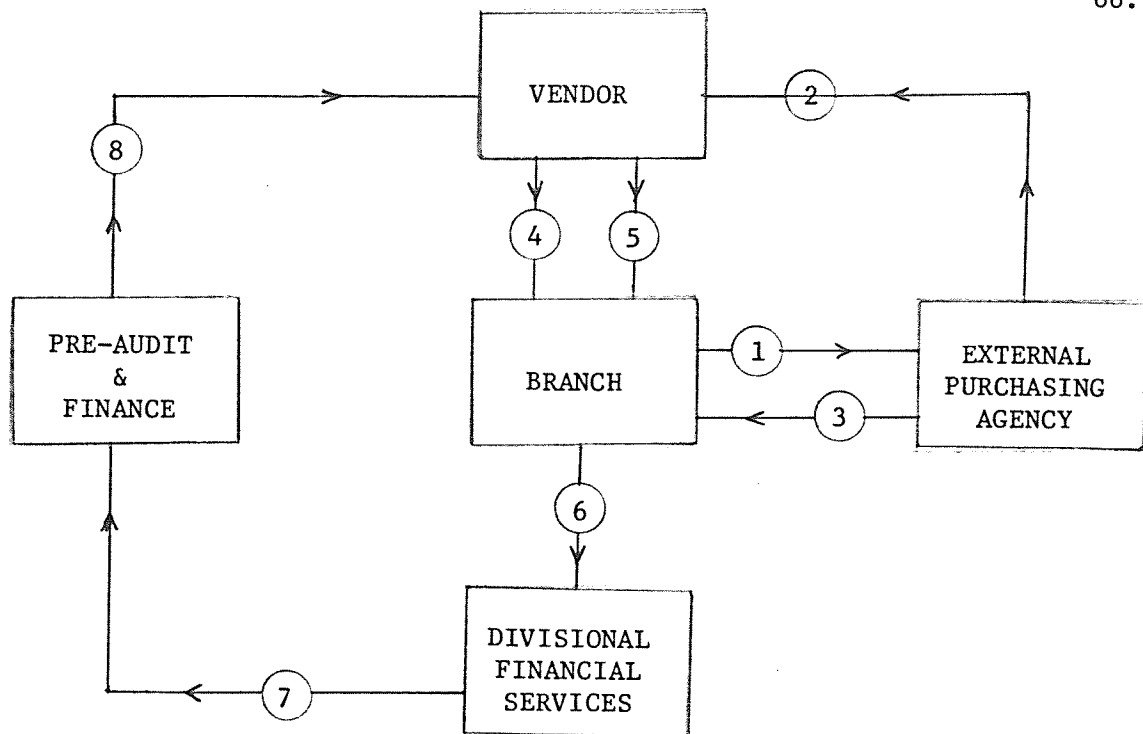 VENDOR
2
8
4
5
PRE-AUDIT
&
FINANCE
BRANCH
1
3
EXTERNAL
PURCHASING
AGENCY
6
DIVISIONAL
FINANCIAL
SERVICES
7